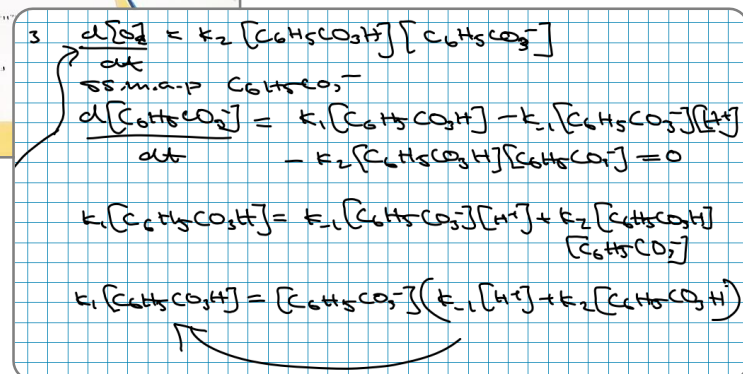 3 d[O2] = k2 [C6H5CO3H][C6H5CO3-]
dt
s.s.m.a.p C6H5CO3-
d[C6H5CO3-] = k1[C6H5CO3H] - k-1[C6H5CO3-][H+]
dt - k2[C6H5CO3H][C6H5CO3-] = 0
k1[C6H5CO3H] = k-1[C6H5CO3-][H+] + k2[C6H5CO3H]
[C6H5CO3-]
k1[C6H5CO3H] = [C6H5CO3-](k-1[H+] + k2[C6H5CO3H])